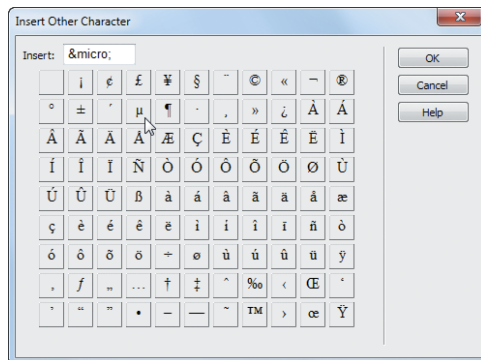 Insert Other Character
Insert: &micro;
OK
Cancel
Help
¡ ¢ £ ¥ § ¨ © « ¬ ®
° ± ´ µ ¶ · ¸ » ¿ À Á
Â Ã Ä Å Æ Ç È É Ê Ë Ì
Í Î Ï Ñ Ò Ó Ô Õ Ö Ø Ù
Ú Û Ü ß à á â ã ä å æ
ç è é ê ë ì í î ï ñ ò
ó ô õ ö ÷ ø ù ú û ü ÿ
‚ ƒ „ … † ‡ ˆ ‰ ‹ Œ ‘
’ “ ” • – — ˜ ™ › œ Ÿ